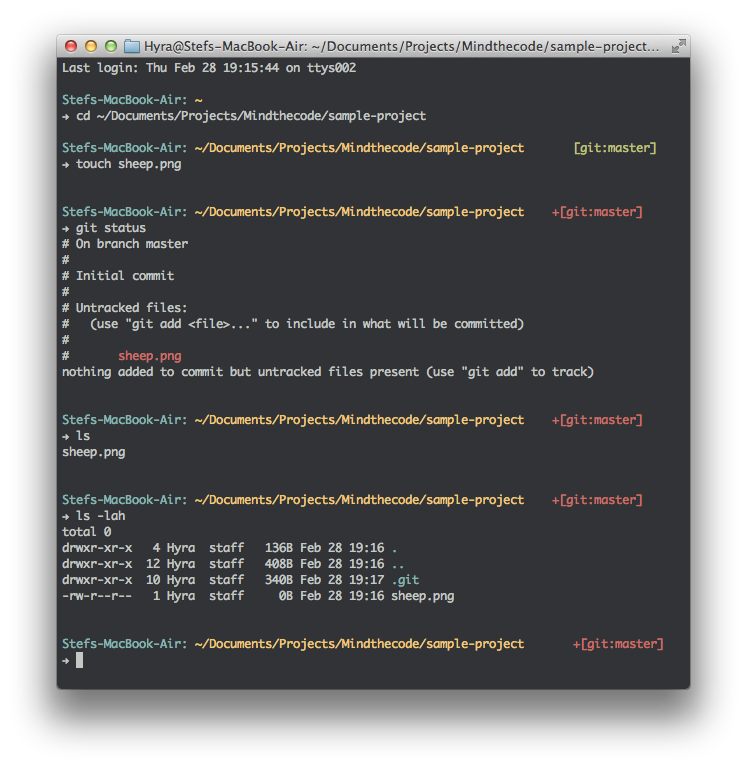 Hyra@Stefs-MacBook-Air: ~/Documents/Projects/Mindthecode/sample-project...
Last login: Thu Feb 28 19:15:44 on ttys002
Stefs-MacBook-Air: ~
→ cd ~/Documents/Projects/Mindthecode/sample-project
Stefs-MacBook-Air: ~/Documents/Projects/Mindthecode/sample-project [git:master]
→ touch sheep.png
Stefs-MacBook-Air: ~/Documents/Projects/Mindthecode/sample-project +[git:master]
→ git status
# On branch master
#
# Initial commit
#
# Untracked files:
#   (use "git add <file>..." to include in what will be committed)
#
#       sheep.png
nothing added to commit but untracked files present (use "git add" to track)
Stefs-MacBook-Air: ~/Documents/Projects/Mindthecode/sample-project +[git:master]
→ ls
sheep.png
Stefs-MacBook-Air: ~/Documents/Projects/Mindthecode/sample-project +[git:master]
→ ls -lah
total 0
drwxr-xr-x   4 Hyra  staff   136B Feb 28 19:16 .
drwxr-xr-x  12 Hyra  staff   408B Feb 28 19:16 ..
drwxr-xr-x  10 Hyra  staff   340B Feb 28 19:17 .git
-rw-r--r--   1 Hyra  staff     0B Feb 28 19:16 sheep.png
Stefs-MacBook-Air: ~/Documents/Projects/Mindthecode/sample-project +[git:master]
→